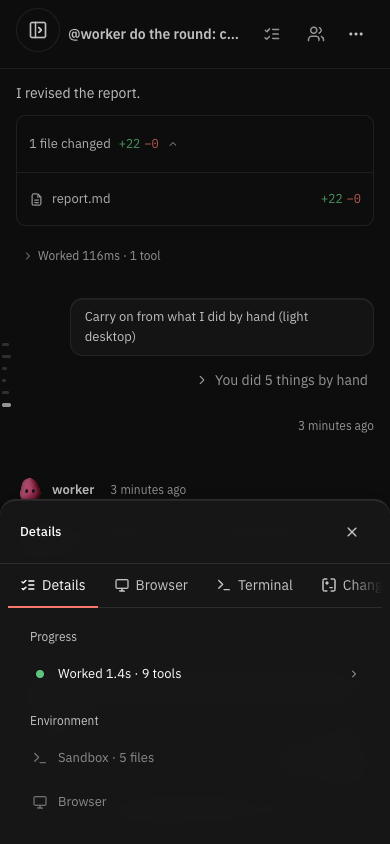 @worker do the round: c...
I revised the report.
1 file changed +22 −0
report.md +22 −0
Worked 116ms · 1 tool
Carry on from what I did by hand (light
desktop)
You did 5 things by hand
3 minutes ago
worker 3 minutes ago
Details
Details Browser Terminal Chang
Progress
Worked 1.4s · 9 tools
Environment
Sandbox · 5 files
Browser